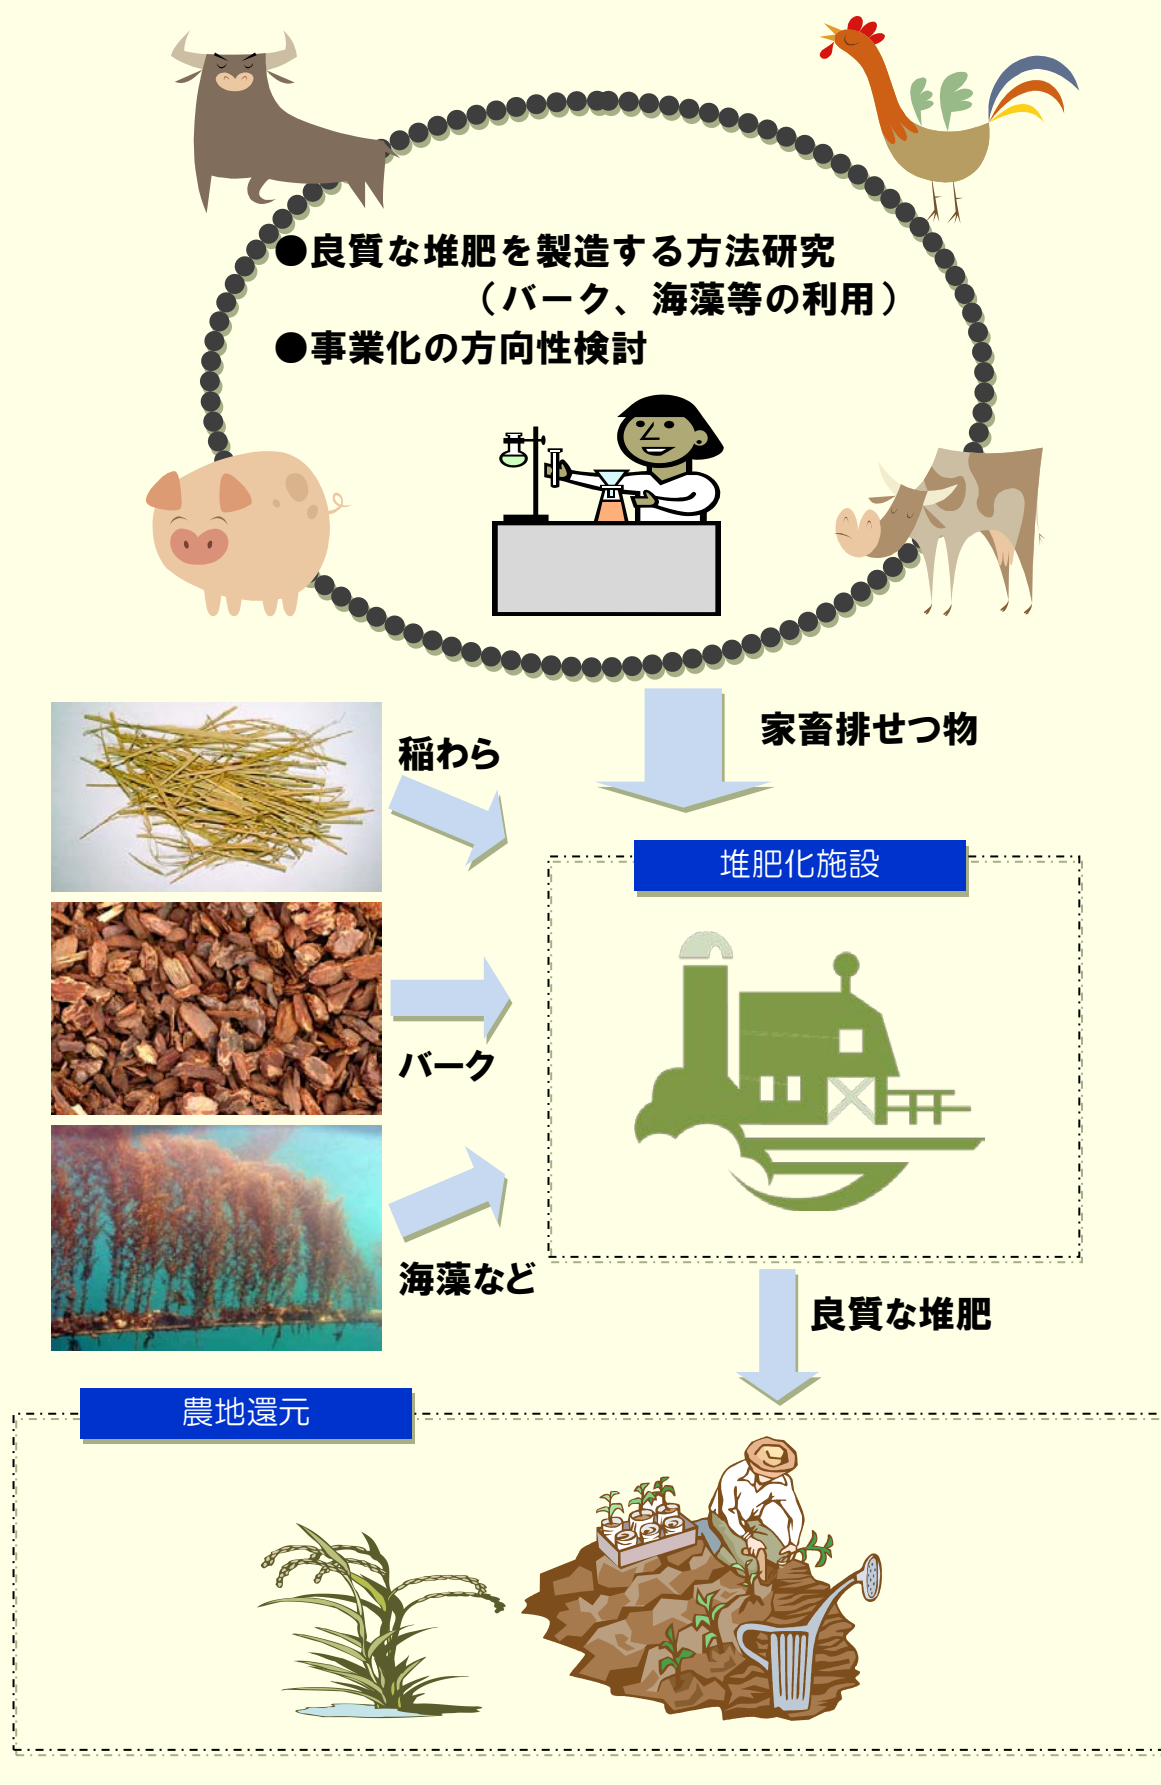 ●良質な堆肥を製造する方法研究
（バーク、海藻等の利用）
●事業化の方向性検討
家畜排せつ物
稲わら
堆肥化施設
バーク
海藻など
良質な堆肥
農地還元